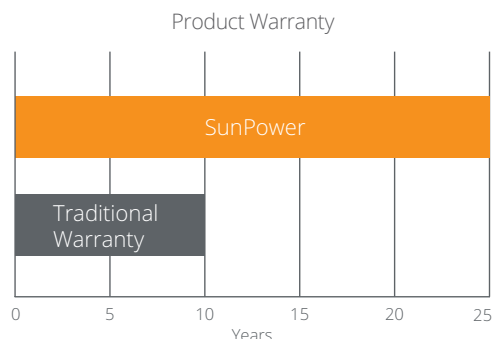 Product Warranty
SunPower
Traditional
Warranty
0 5 10 15 20 25
Years